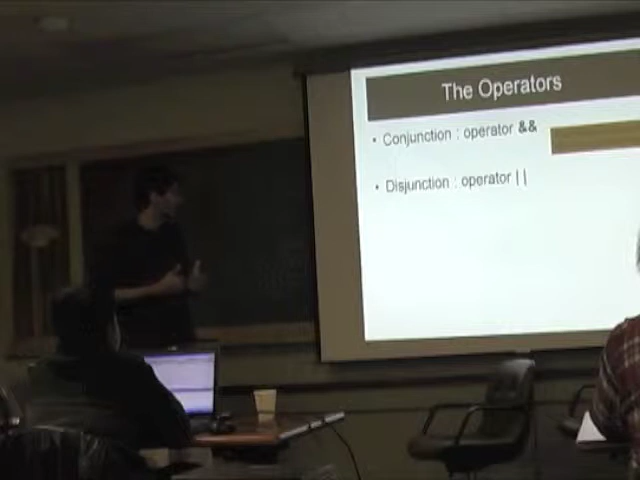 The Operators
• Conjunction : operator &&
• Disjunction : operator ||